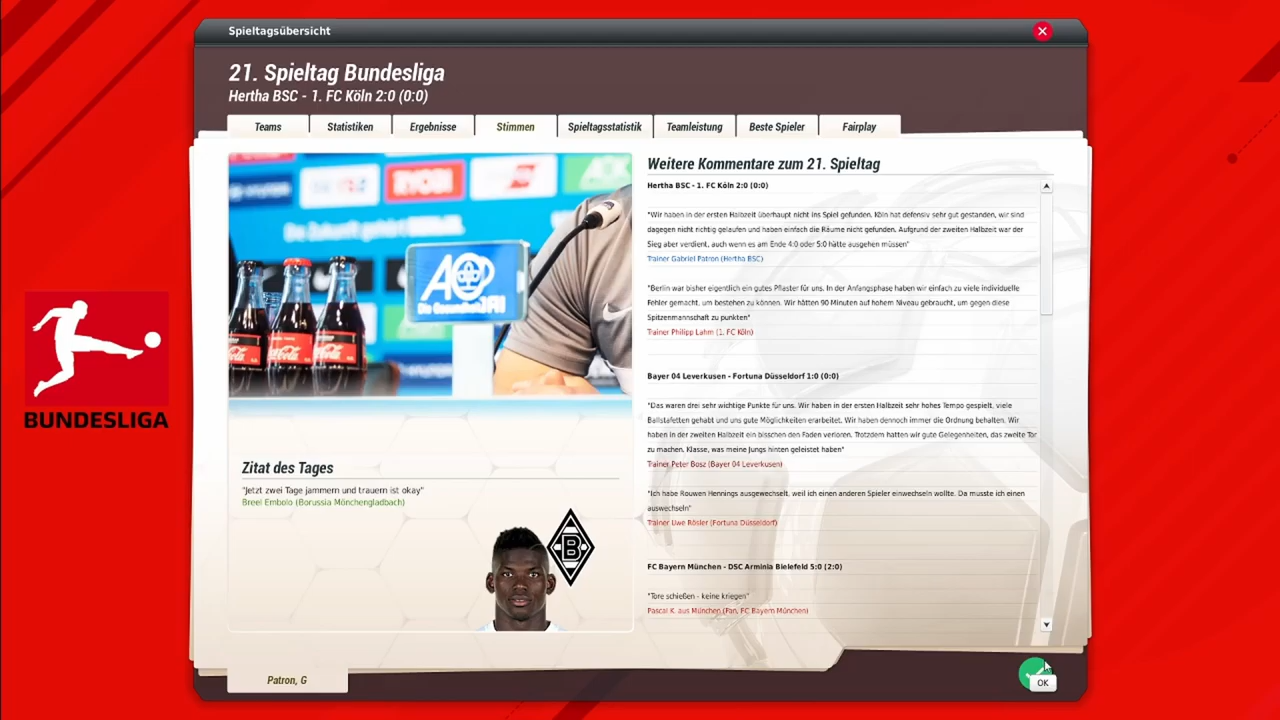 Spieltagsübersicht
21. Spieltag Bundesliga
Hertha BSC - 1. FC Köln 2:0 (0:0)
Teams
Statistiken
Ergebnisse
Stimmen
Spieltagsstatistik
Teamleistung
Beste Spieler
Fairplay
RYOBI
Die Zukunft gehört
Weitere Kommentare zum 21. Spieltag
Hertha BSC - 1. FC Köln 2:0 (0:0)
"Wir haben in der ersten Halbzeit überhaupt nicht ins Spiel gefunden. Köln hat defensiv sehr gut gestanden, wir sind
dagegen nicht richtig gelaufen und haben einfach die Räume nicht gefunden. Aufgrund der zweiten Halbzeit war der
Sieg aber verdient, auch wenn es am Ende 4:0 oder 5:0 hätte ausgehen müssen"
Trainer Gabriel Patron (Hertha BSC)
"Berlin war bisher eigentlich ein gutes Pflaster für uns. In der Anfangsphase haben wir einfach zu viele individuelle
Fehler gemacht, um bestehen zu können. Wir hätten 90 Minuten auf hohem Niveau gebraucht, um gegen diese
Spitzenmannschaft zu punkten"
Trainer Philipp Lahm (1. FC Köln)
Bayer 04 Leverkusen - Fortuna Düsseldorf 1:0 (0:0)
"Das waren drei sehr wichtige Punkte für uns. Wir haben in der ersten Halbzeit sehr hohes Tempo gespielt, viele
Ballstafetten gehabt und uns gute Möglichkeiten erarbeitet. Wir haben dennoch immer die Ordnung behalten. Wir
haben in der zweiten Halbzeit ein bisschen den Faden verloren. Trotzdem hatten wir gute Gelegenheiten, das zweite Tor
zu machen. Klasse, was meine Jungs hinten geleistet haben"
Trainer Peter Bosz (Bayer 04 Leverkusen)
"Ich habe Rouwen Hennings ausgewechselt, weil ich einen anderen Spieler einwechseln wollte. Da musste ich einen
auswechseln"
Trainer Uwe Rösler (Fortuna Düsseldorf)
FC Bayern München - DSC Arminia Bielefeld 5:0 (2:0)
"Tore schießen - keine kriegen"
Pascal K. aus München (Fan, FC Bayern München)
Zitat des Tages
"Jetzt zwei Tage jammern und trauern ist okay"
Breel Embolo (Borussia Mönchengladbach)
BUNDESLIGA
Patron, G
OK